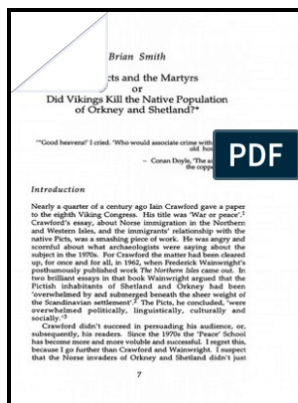 Brian Smith
cts and the Martyrs
or
Did Vikings Kill the Native Population
of Orkney and Shetland?*
"'Good heavens!' I cried. 'Who would associate crime with
old
– Conan Doyle, 'The
the
PDF
Introduction
Nearly a quarter of a century ago Iain Crawford gave a paper
to the eighth Viking Congress. His title was 'War or peace'.¹
Crawford's essay, about Norse immigration in the Northern
and Western Isles, and the immigrants' relationship with the
native Picts, was a smashing piece of work. He was angry and
scornful about what archaeologists were saying about the
subject in the 1970s. For Crawford the matter had been cleared
up, for once and for all, in 1962, when Frederick Wainwright's
posthumously published work The Northern Isles came out. In
two brilliant essays in that book Wainwright argued that the
Pictish inhabitants of Shetland and Orkney had been
'overwhelmed by and submerged beneath the sheer weight of
the Scandinavian settlement'.² The Picts, he concluded, 'were
overwhelmed politically, linguistically, culturally and
socially.'³
Crawford didn't succeed in persuading his audience, or,
subsequently, his readers. Since the 1970s the 'Peace' School
has become more and more voluble and successful. I regret this,
because I go further than Crawford and Wainwright. I suspect
that the Norse invaders of Orkney and Shetland didn't just
7